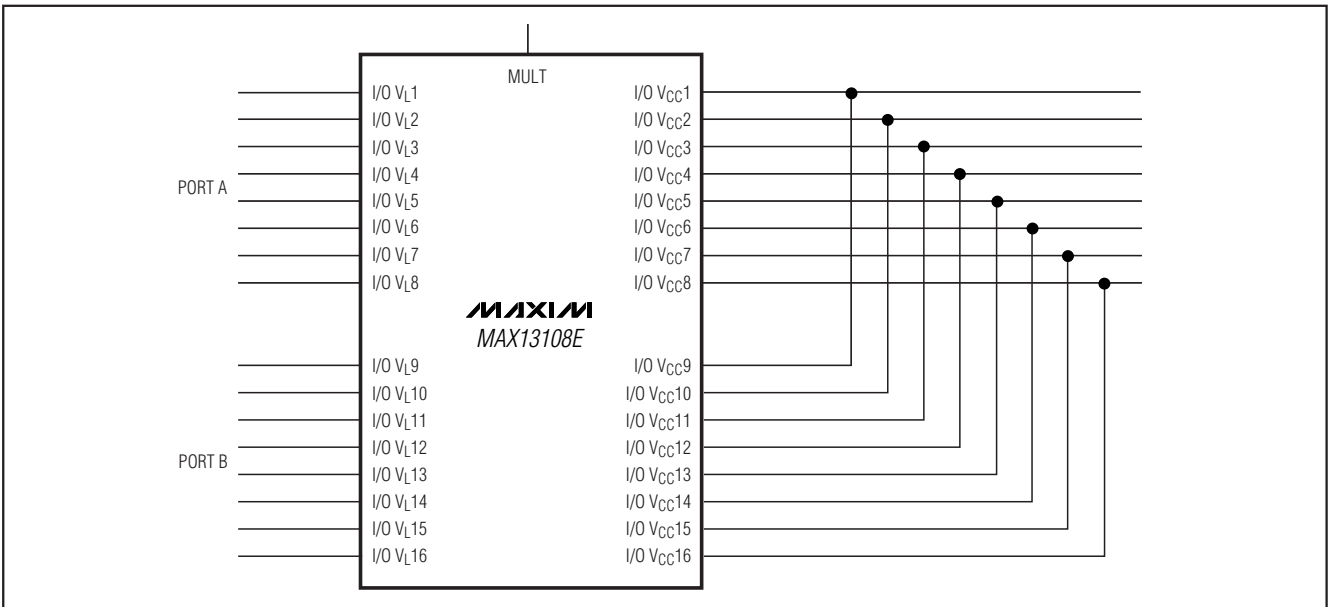 MULT
I/O VL1 I/O VCC1
I/O VL2 I/O VCC2
I/O VL3 I/O VCC3
I/O VL4 I/O VCC4
PORT A
I/O VL5 I/O VCC5
I/O VL6 I/O VCC6
I/O VL7 I/O VCC7
I/O VL8 I/O VCC8
MAXIM
MAX13108E
I/O VL9 I/O VCC9
I/O VL10 I/O VCC10
I/O VL11 I/O VCC11
I/O VL12 I/O VCC12
PORT B
I/O VL13 I/O VCC13
I/O VL14 I/O VCC14
I/O VL15 I/O VCC15
I/O VL16 I/O VCC16